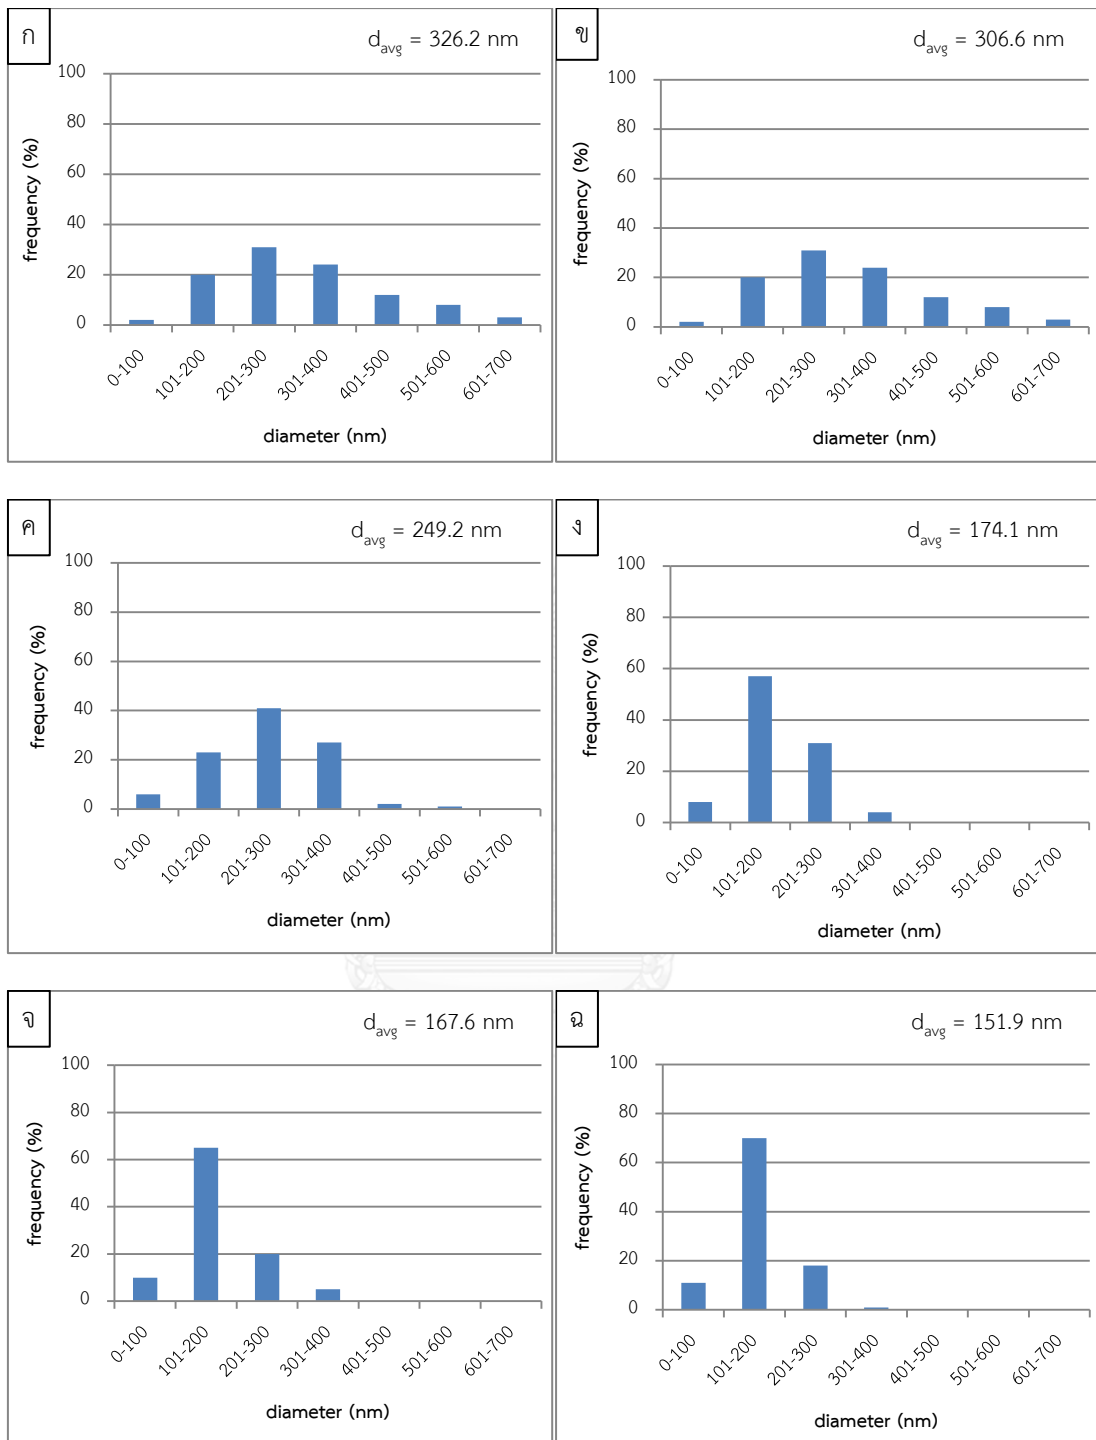 ก
d_avg = 326.2 nm
frequency (%)
100
80
60
40
20
0
0-100 101-200 201-300 301-400 401-500 501-600 601-700
diameter (nm)
ข
d_avg = 306.6 nm
frequency (%)
100
80
60
40
20
0
0-100 101-200 201-300 301-400 401-500 501-600 601-700
diameter (nm)
ค
d_avg = 249.2 nm
frequency (%)
100
80
60
40
20
0
0-100 101-200 201-300 301-400 401-500 501-600 601-700
diameter (nm)
ง
d_avg = 174.1 nm
frequency (%)
100
80
60
40
20
0
0-100 101-200 201-300 301-400 401-500 501-600 601-700
diameter (nm)
จ
d_avg = 167.6 nm
frequency (%)
100
80
60
40
20
0
0-100 101-200 201-300 301-400 401-500 501-600 601-700
diameter (nm)
ฉ
d_avg = 151.9 nm
frequency (%)
100
80
60
40
20
0
0-100 101-200 201-300 301-400 401-500 501-600 601-700
diameter (nm)